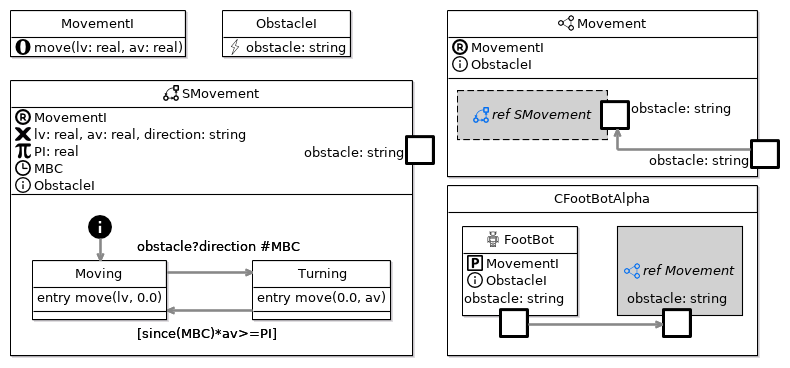 MovementI
move(lv: real, av: real)
ObstacleI
obstacle: string
SMovement
MovementI
lv: real, av: real, direction: string
PI: real
MBC
ObstacleI
obstacle: string
i
obstacle?direction #MBC
Moving
entry move(lv, 0.0)
Turning
entry move(0.0, av)
[since(MBC)*av>=PI]
Movement
R MovementI
i ObstacleI
ref SMovement
obstacle: string
obstacle: string
CFootBotAlpha
FootBot
P MovementI
i ObstacleI
obstacle: string
ref Movement
obstacle: string